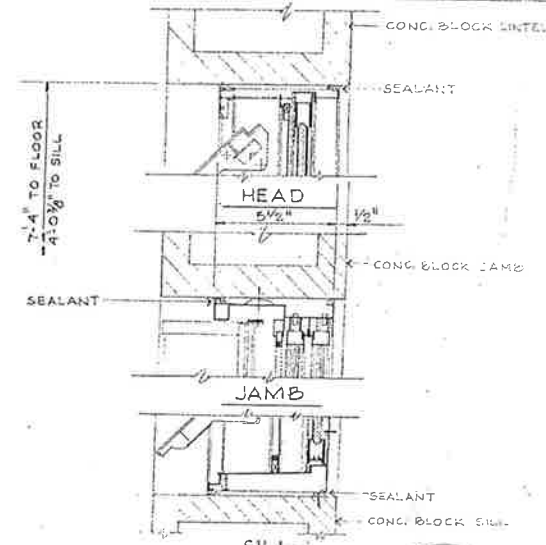 CONC. BLOCK LINTEL
SEALANT
7'-4" TO FLOOR
4'-0⅞" TO SILL
HEAD
5½"
½"
CONC BLOCK JAMB
SEALANT
JAMB
SEALANT
CONC BLOCK SILL
SILL